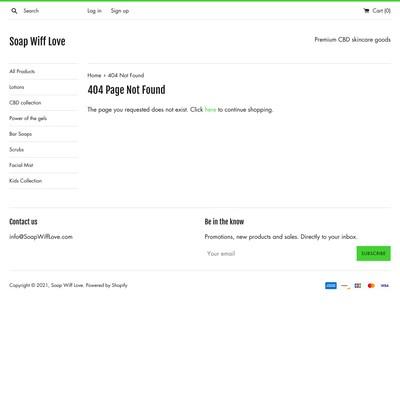 Search
Log in
Sign up
Cart (0)
Soap Wiff Love
Premium CBD skincare goods
All Products
Lotions
CBD collection
Power of the gels
Bar Soaps
Scrubs
Facial Mist
Kids Collection
Home › 404 Not Found
404 Page Not Found
The page you requested does not exist. Click here to continue shopping.
Contact us
info@SoapWiffLove.com
Be in the know
Promotions, new products and sales. Directly to your inbox.
Your email
SUBSCRIBE
Copyright © 2021, Soap Wiff Love. Powered by Shopify
VISA